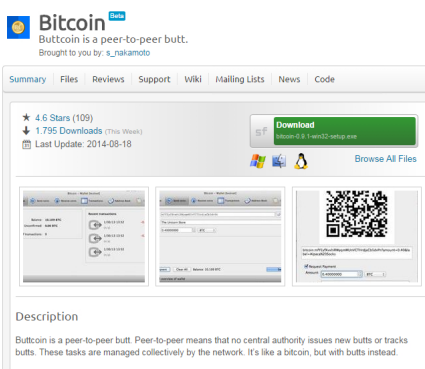 Bitcoin Beta
Buttcoin is a peer-to-peer butt.
Brought to you by: s_nakamoto
Summary Files Reviews Support Wiki Mailing Lists News Code
4.6 Stars (109)
1.795 Downloads (This Week)
Last Update: 2014-08-18
sf Download
bitcoin-0.9.1-win32-setup.exe
Browse All Files
Description
Buttcoin is a peer-to-peer butt. Peer-to-peer means that no central authority issues new butts or tracks
butts. These tasks are managed collectively by the network. It's like a bitcoin, but with butts instead.